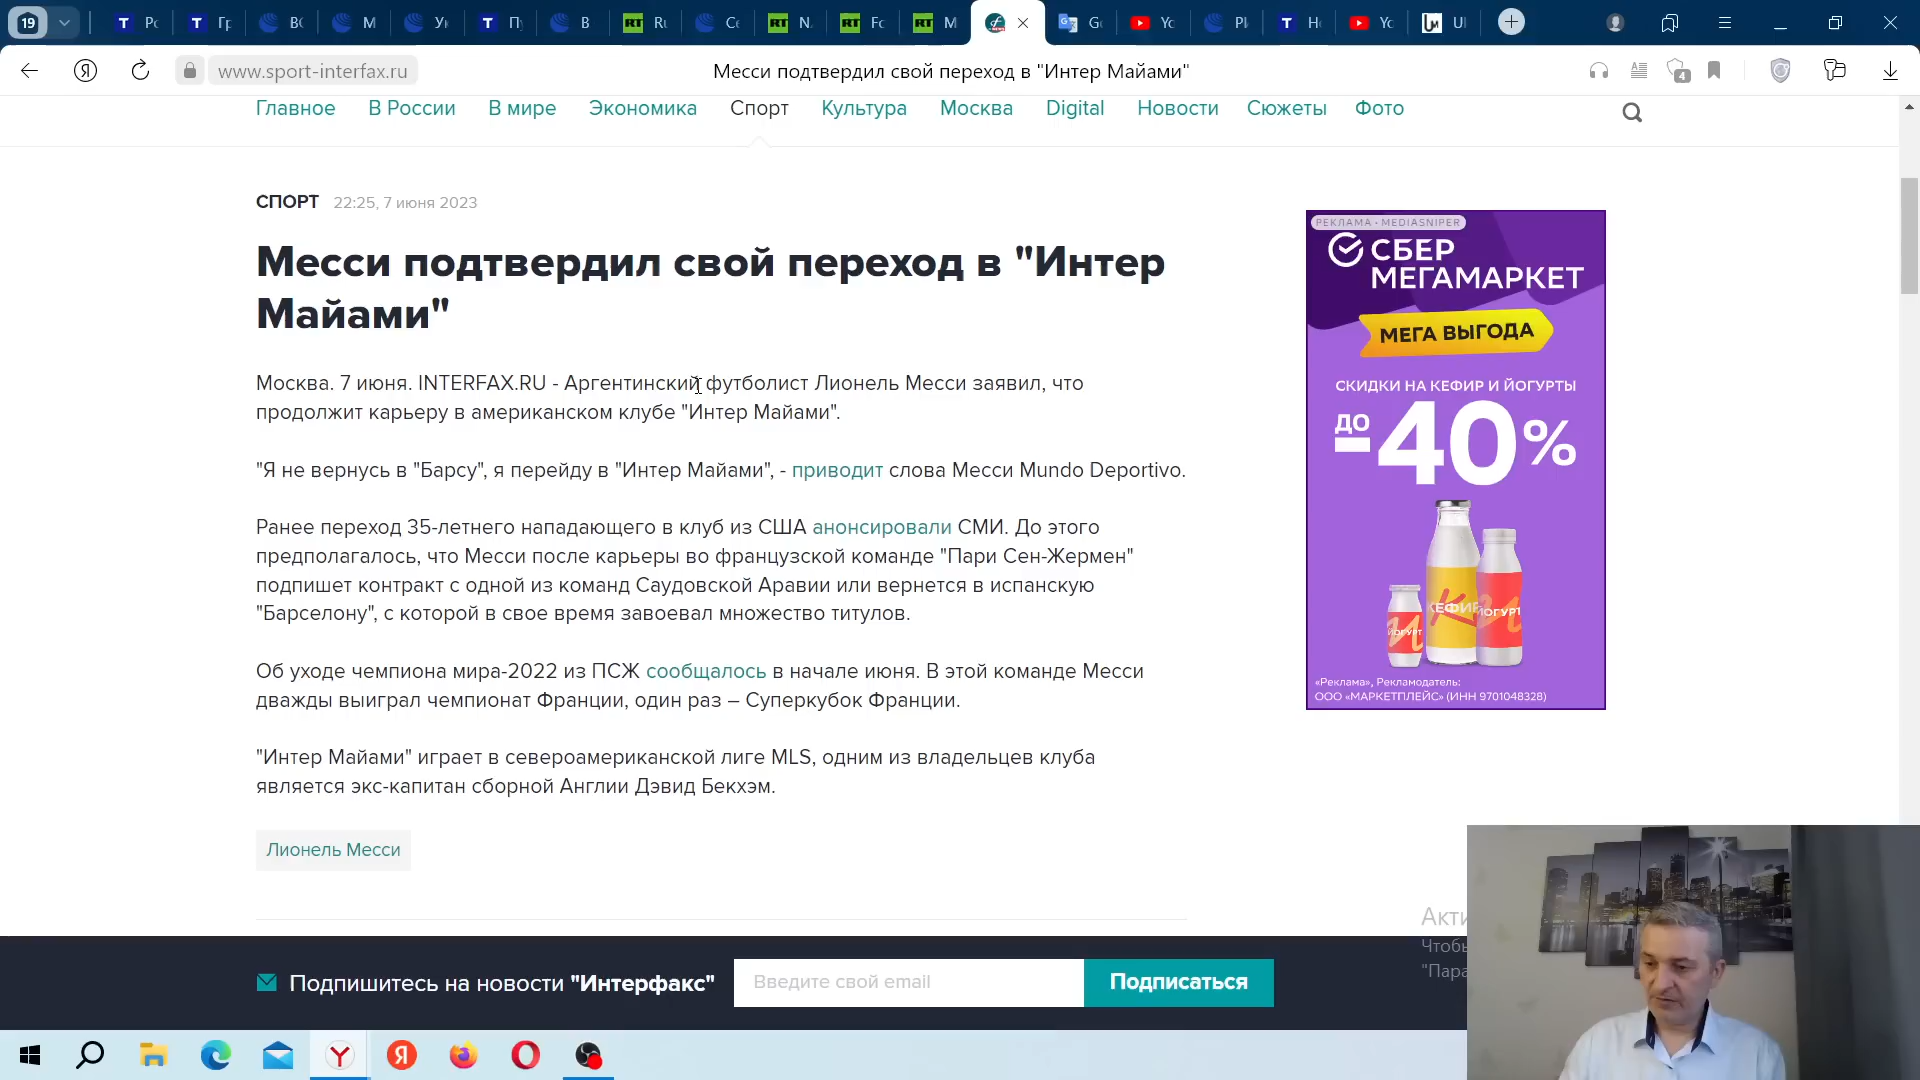 19
www.sport-interfax.ru
Месси подтвердил свой переход в "Интер Майами"
4
Главное В России В мире Экономика Спорт Культура Москва Digital Новости Сюжеты Фото
СПОРТ 22:25, 7 июня 2023
Месси подтвердил свой переход в "Интер
Майами"
Москва. 7 июня. INTERFAX.RU - Аргентинский футболист Лионель Месси заявил, что
продолжит карьеру в американском клубе "Интер Майами".
"Я не вернусь в "Барсу", я перейду в "Интер Майами", - приводит слова Месси Mundo Deportivo.
Ранее переход 35-летнего нападающего в клуб из США анонсировали СМИ. До этого
предполагалось, что Месси после карьеры во французской команде "Пари Сен-Жермен"
подпишет контракт с одной из команд Саудовской Аравии или вернется в испанскую
"Барселону", с которой в свое время завоевал множество титулов.
Об уходе чемпиона мира-2022 из ПСЖ сообщалось в начале июня. В этой команде Месси
дважды выиграл чемпионат Франции, один раз – Суперкубок Франции.
"Интер Майами" играет в североамериканской лиге MLS, одним из владельцев клуба
является экс-капитан сборной Англии Дэвид Бекхэм.
Лионель Месси
РЕКЛАМА • MEDIASNIPER
СБЕР
МЕГАМАРКЕТ
МЕГА ВЫГОДА
СКИДКИ НА КЕФИР И ЙОГУРТЫ
ДО
-40%
КЕФИР
ЙОГУРТ
ЙОГУРТ
«Реклама», Рекламодатель:
ООО «МАРКЕТПЛЕЙС» (ИНН 9701048328)
Подпишитесь на новости "Интерфакс"
Введите свой email
Подписаться